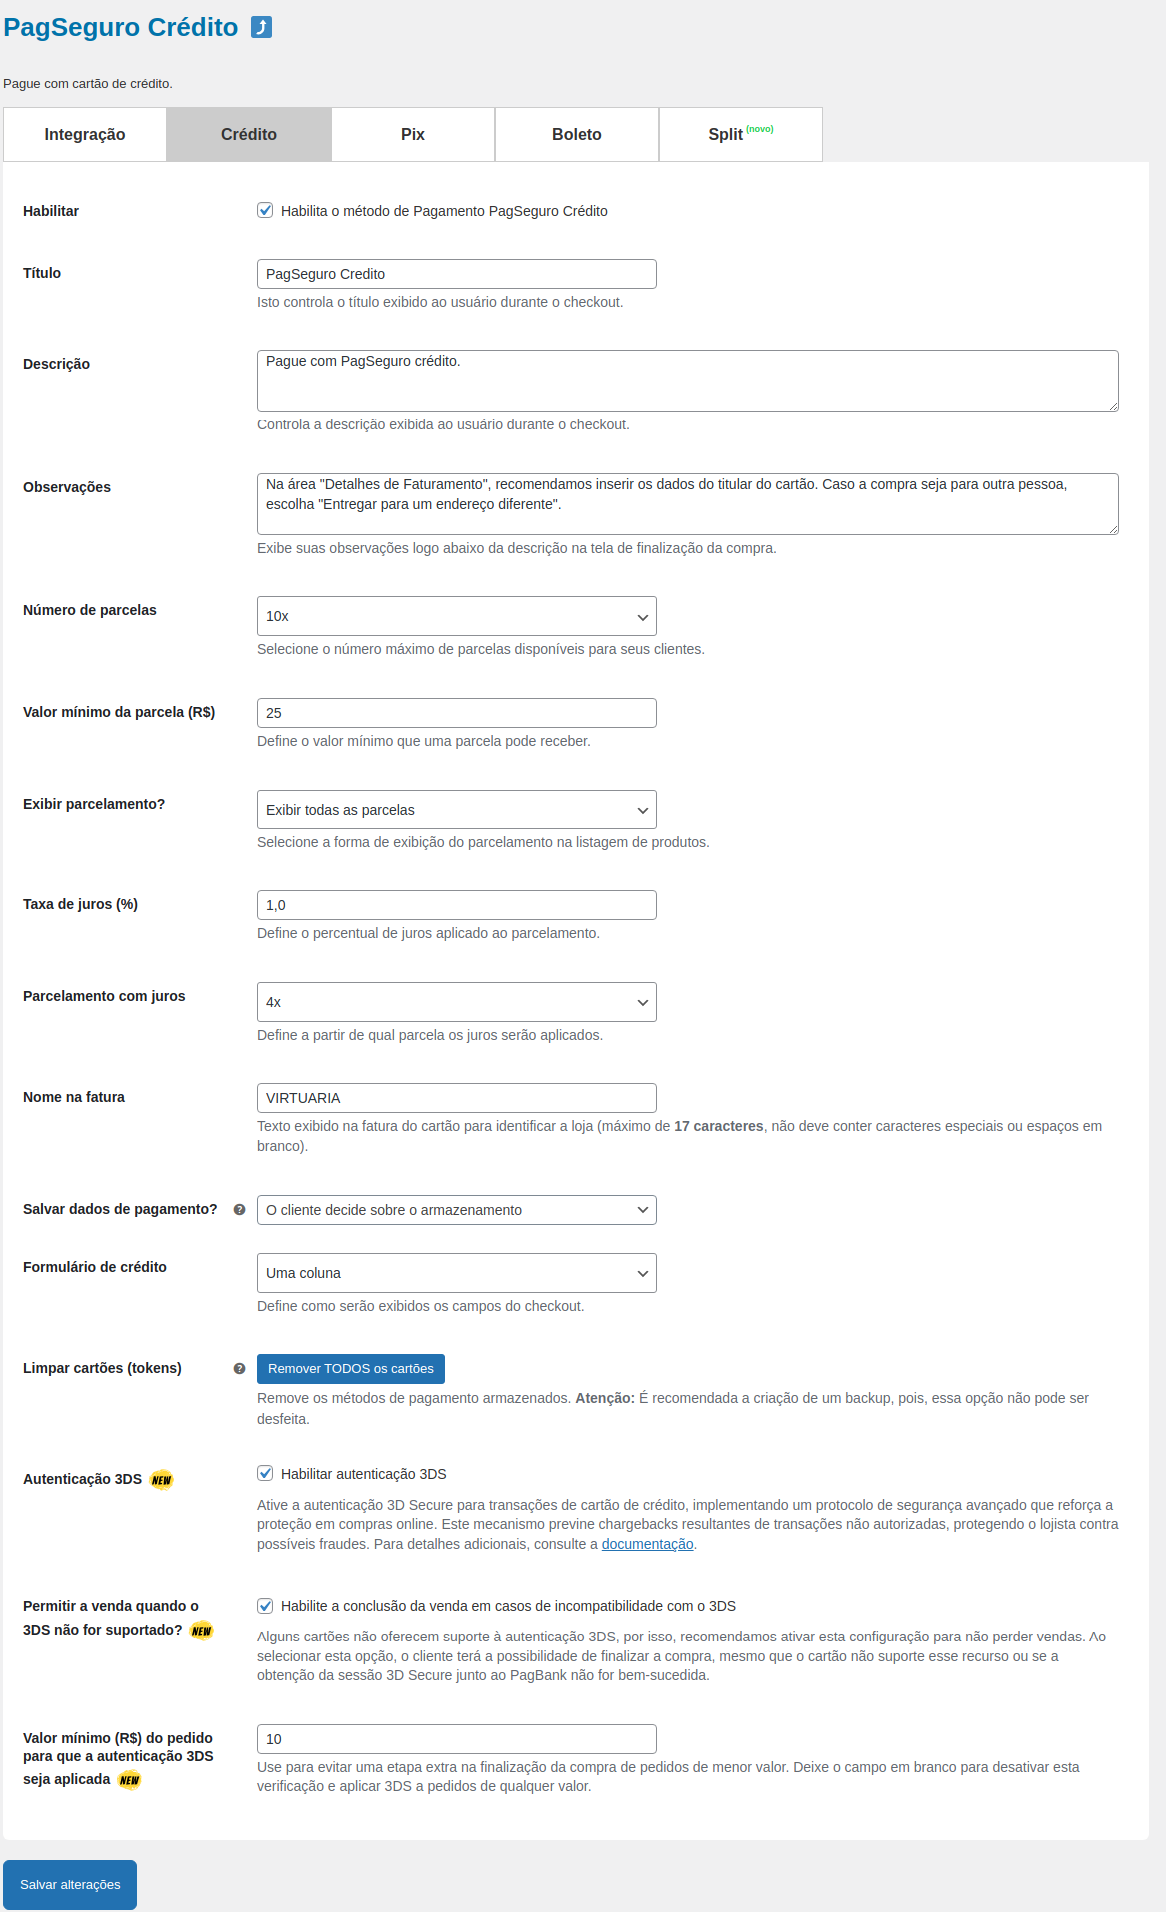 PagSeguro Crédito
Pague com cartão de crédito.
Integração
Crédito
Pix
Boleto
Split (novo)
Habilitar
Habilita o método de Pagamento PagSeguro Crédito
Título
PagSeguro Credito
Isto controla o título exibido ao usuário durante o checkout.
Descrição
Pague com PagSeguro crédito.
Controla a descrição exibida ao usuário durante o checkout.
Observações
Na área "Detalhes de Faturamento", recomendamos inserir os dados do titular do cartão. Caso a compra seja para outra pessoa,
escolha "Entregar para um endereço diferente".
Exibe suas observações logo abaixo da descrição na tela de finalização da compra.
Número de parcelas
10x
Selecione o número máximo de parcelas disponíveis para seus clientes.
Valor mínimo da parcela (R$)
25
Define o valor mínimo que uma parcela pode receber.
Exibir parcelamento?
Exibir todas as parcelas
Selecione a forma de exibição do parcelamento na listagem de produtos.
Taxa de juros (%)
1,0
Define o percentual de juros aplicado ao parcelamento.
Parcelamento com juros
4x
Define a partir de qual parcela os juros serão aplicados.
Nome na fatura
VIRTUARIA
Texto exibido na fatura do cartão para identificar a loja (máximo de 17 caracteres, não deve conter caracteres especiais ou espaços em
branco).
Salvar dados de pagamento?
?
O cliente decide sobre o armazenamento
Formulário de crédito
Uma coluna
Define como serão exibidos os campos do checkout.
Limpar cartões (tokens)
?
Remover TODOS os cartões
Remove os métodos de pagamento armazenados. Atenção: É recomendada a criação de um backup, pois, essa opção não pode ser
desfeita.
Autenticação 3DS NEW
Habilitar autenticação 3DS
Ative a autenticação 3D Secure para transações de cartão de crédito, implementando um protocolo de segurança avançado que reforça a
proteção em compras online. Este mecanismo previne chargebacks resultantes de transações não autorizadas, protegendo o lojista contra
possíveis fraudes. Para detalhes adicionais, consulte a documentação.
Permitir a venda quando o
3DS não for suportado? NEW
Habilite a conclusão da venda em casos de incompatibilidade com o 3DS
Alguns cartões não oferecem suporte à autenticação 3DS, por isso, recomendamos ativar esta configuração para não perder vendas. Ao
selecionar esta opção, o cliente terá a possibilidade de finalizar a compra, mesmo que o cartão não suporte esse recurso ou se a
obtenção da sessão 3D Secure junto ao PagBank não for bem-sucedida.
Valor mínimo (R$) do pedido
para que a autenticação 3DS
seja aplicada NEW
10
Use para evitar uma etapa extra na finalização da compra de pedidos de menor valor. Deixe o campo em branco para desativar esta
verificação e aplicar 3DS a pedidos de qualquer valor.
Salvar alterações